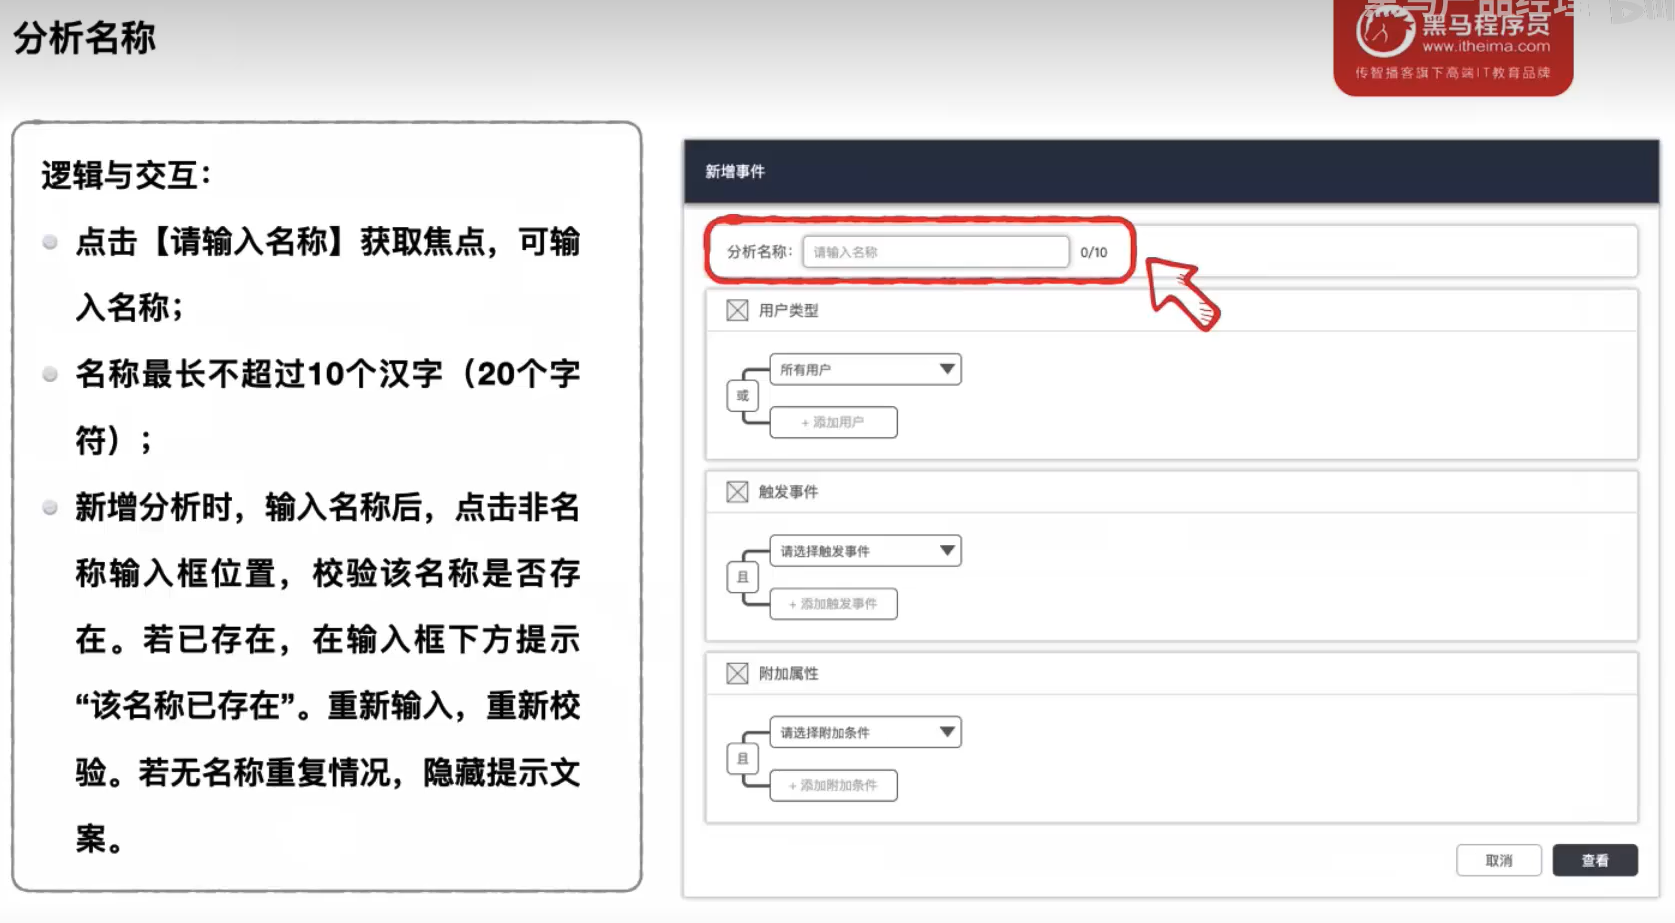 分析名称
黑马程序员
www.itheima.com
传智播客旗下高端IT教育品牌
逻辑与交互：
点击【请输入名称】获取焦点，可输
入名称；
名称最长不超过10个汉字（20个字
符）；
新增分析时，输入名称后，点击非名
称输入框位置，校验该名称是否存
在。若已存在，在输入框下方提示
“该名称已存在”。重新输入，重新校
验。若无名称重复情况，隐藏提示文
案。
新增事件
分析名称： 请输入名称 0/10
用户类型
所有用户
或
+ 添加用户
触发事件
请选择触发事件
且
+ 添加触发事件
附加属性
请选择附加条件
且
+ 添加附加条件
取消 查看